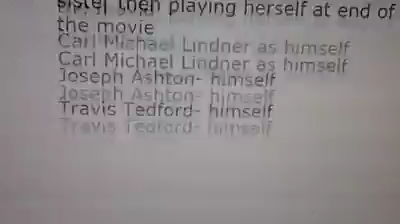 sister then playing herself at end of
the movie
Carl Michael Lindner as himself
Carl Michael Lindner as himself
Joseph Ashton- himself
Joseph Ashton- himself
Travis Tedford- himself
Travis Tedford- himself